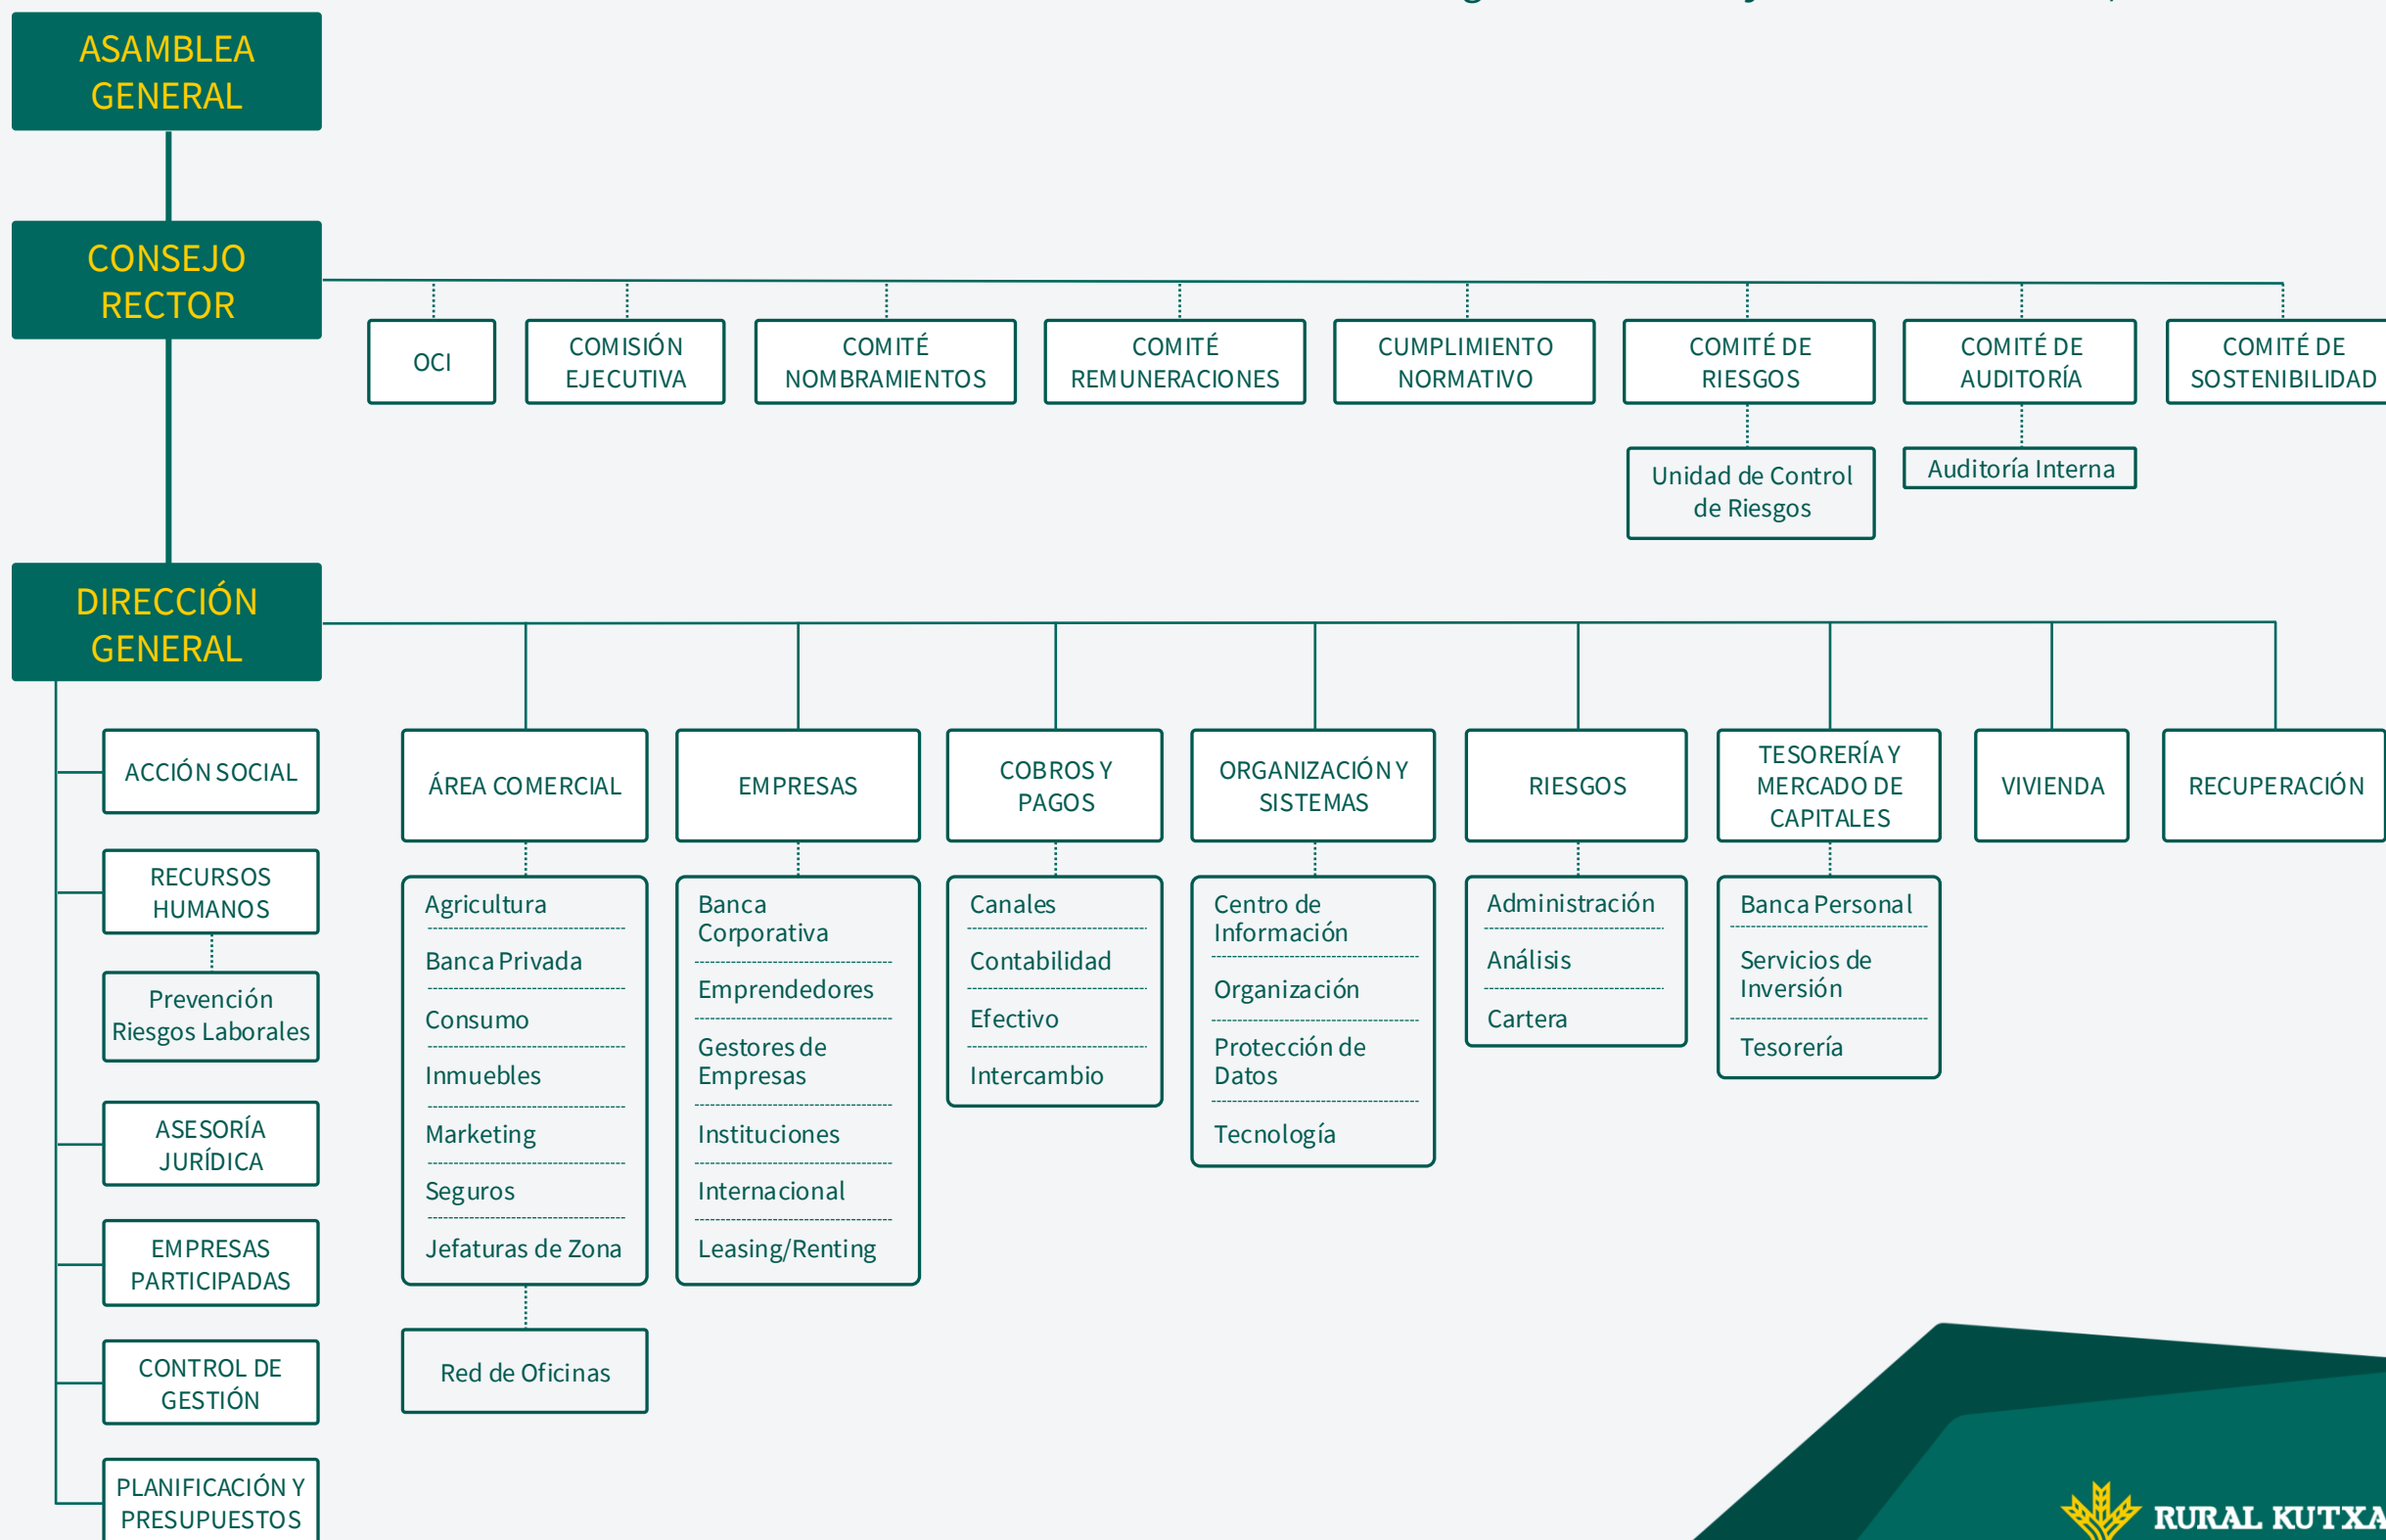 ASAMBLEA
GENERAL
CONSEJO
RECTOR
OCI
COMISIÓN
EJECUTIVA
COMITÉ
NOMBRAMIENTOS
COMITÉ
REMUNERACIONES
CUMPLIMIENTO
NORMATIVO
COMITÉ DE
RIESGOS
COMITÉ DE
AUDITORÍA
COMITÉ DE
SOSTENIBILIDAD
Unidad de Control
de Riesgos
Auditoría Interna
DIRECCIÓN
GENERAL
ACCIÓN SOCIAL
RECURSOS
HUMANOS
Prevención
Riesgos Laborales
ASESORÍA
JURÍDICA
EMPRESAS
PARTICIPADAS
CONTROL DE
GESTIÓN
PLANIFICACIÓN Y
PRESUPUESTOS
ÁREA COMERCIAL
Agricultura
Banca Privada
Consumo
Inmuebles
Marketing
Seguros
Jefaturas de Zona
Red de Oficinas
EMPRESAS
Banca
Corporativa
Emprendedores
Gestores de
Empresas
Instituciones
Internacional
Leasing/Renting
COBROS Y
PAGOS
Canales
Contabilidad
Efectivo
Intercambio
ORGANIZACIÓN Y
SISTEMAS
Centro de
Información
Organización
Protección de
Datos
Tecnología
RIESGOS
Administración
Análisis
Cartera
TESORERÍA Y
MERCADO DE
CAPITALES
Banca Personal
Servicios de
Inversión
Tesorería
VIVIENDA
RECUPERACIÓN
RURAL KUTXA